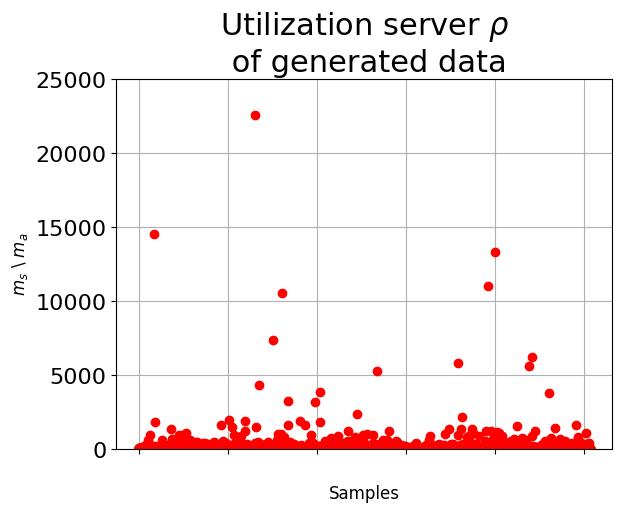 Utilization server ρ
of generated data
25000
20000
15000
10000
5000
0
m_s \ m_a
Samples